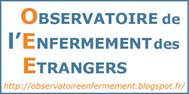 OBSERVATOIRE de
l'ENFERMEMENT des
ETRANGERS
http://observatoireenfermement.blogspot.fr/